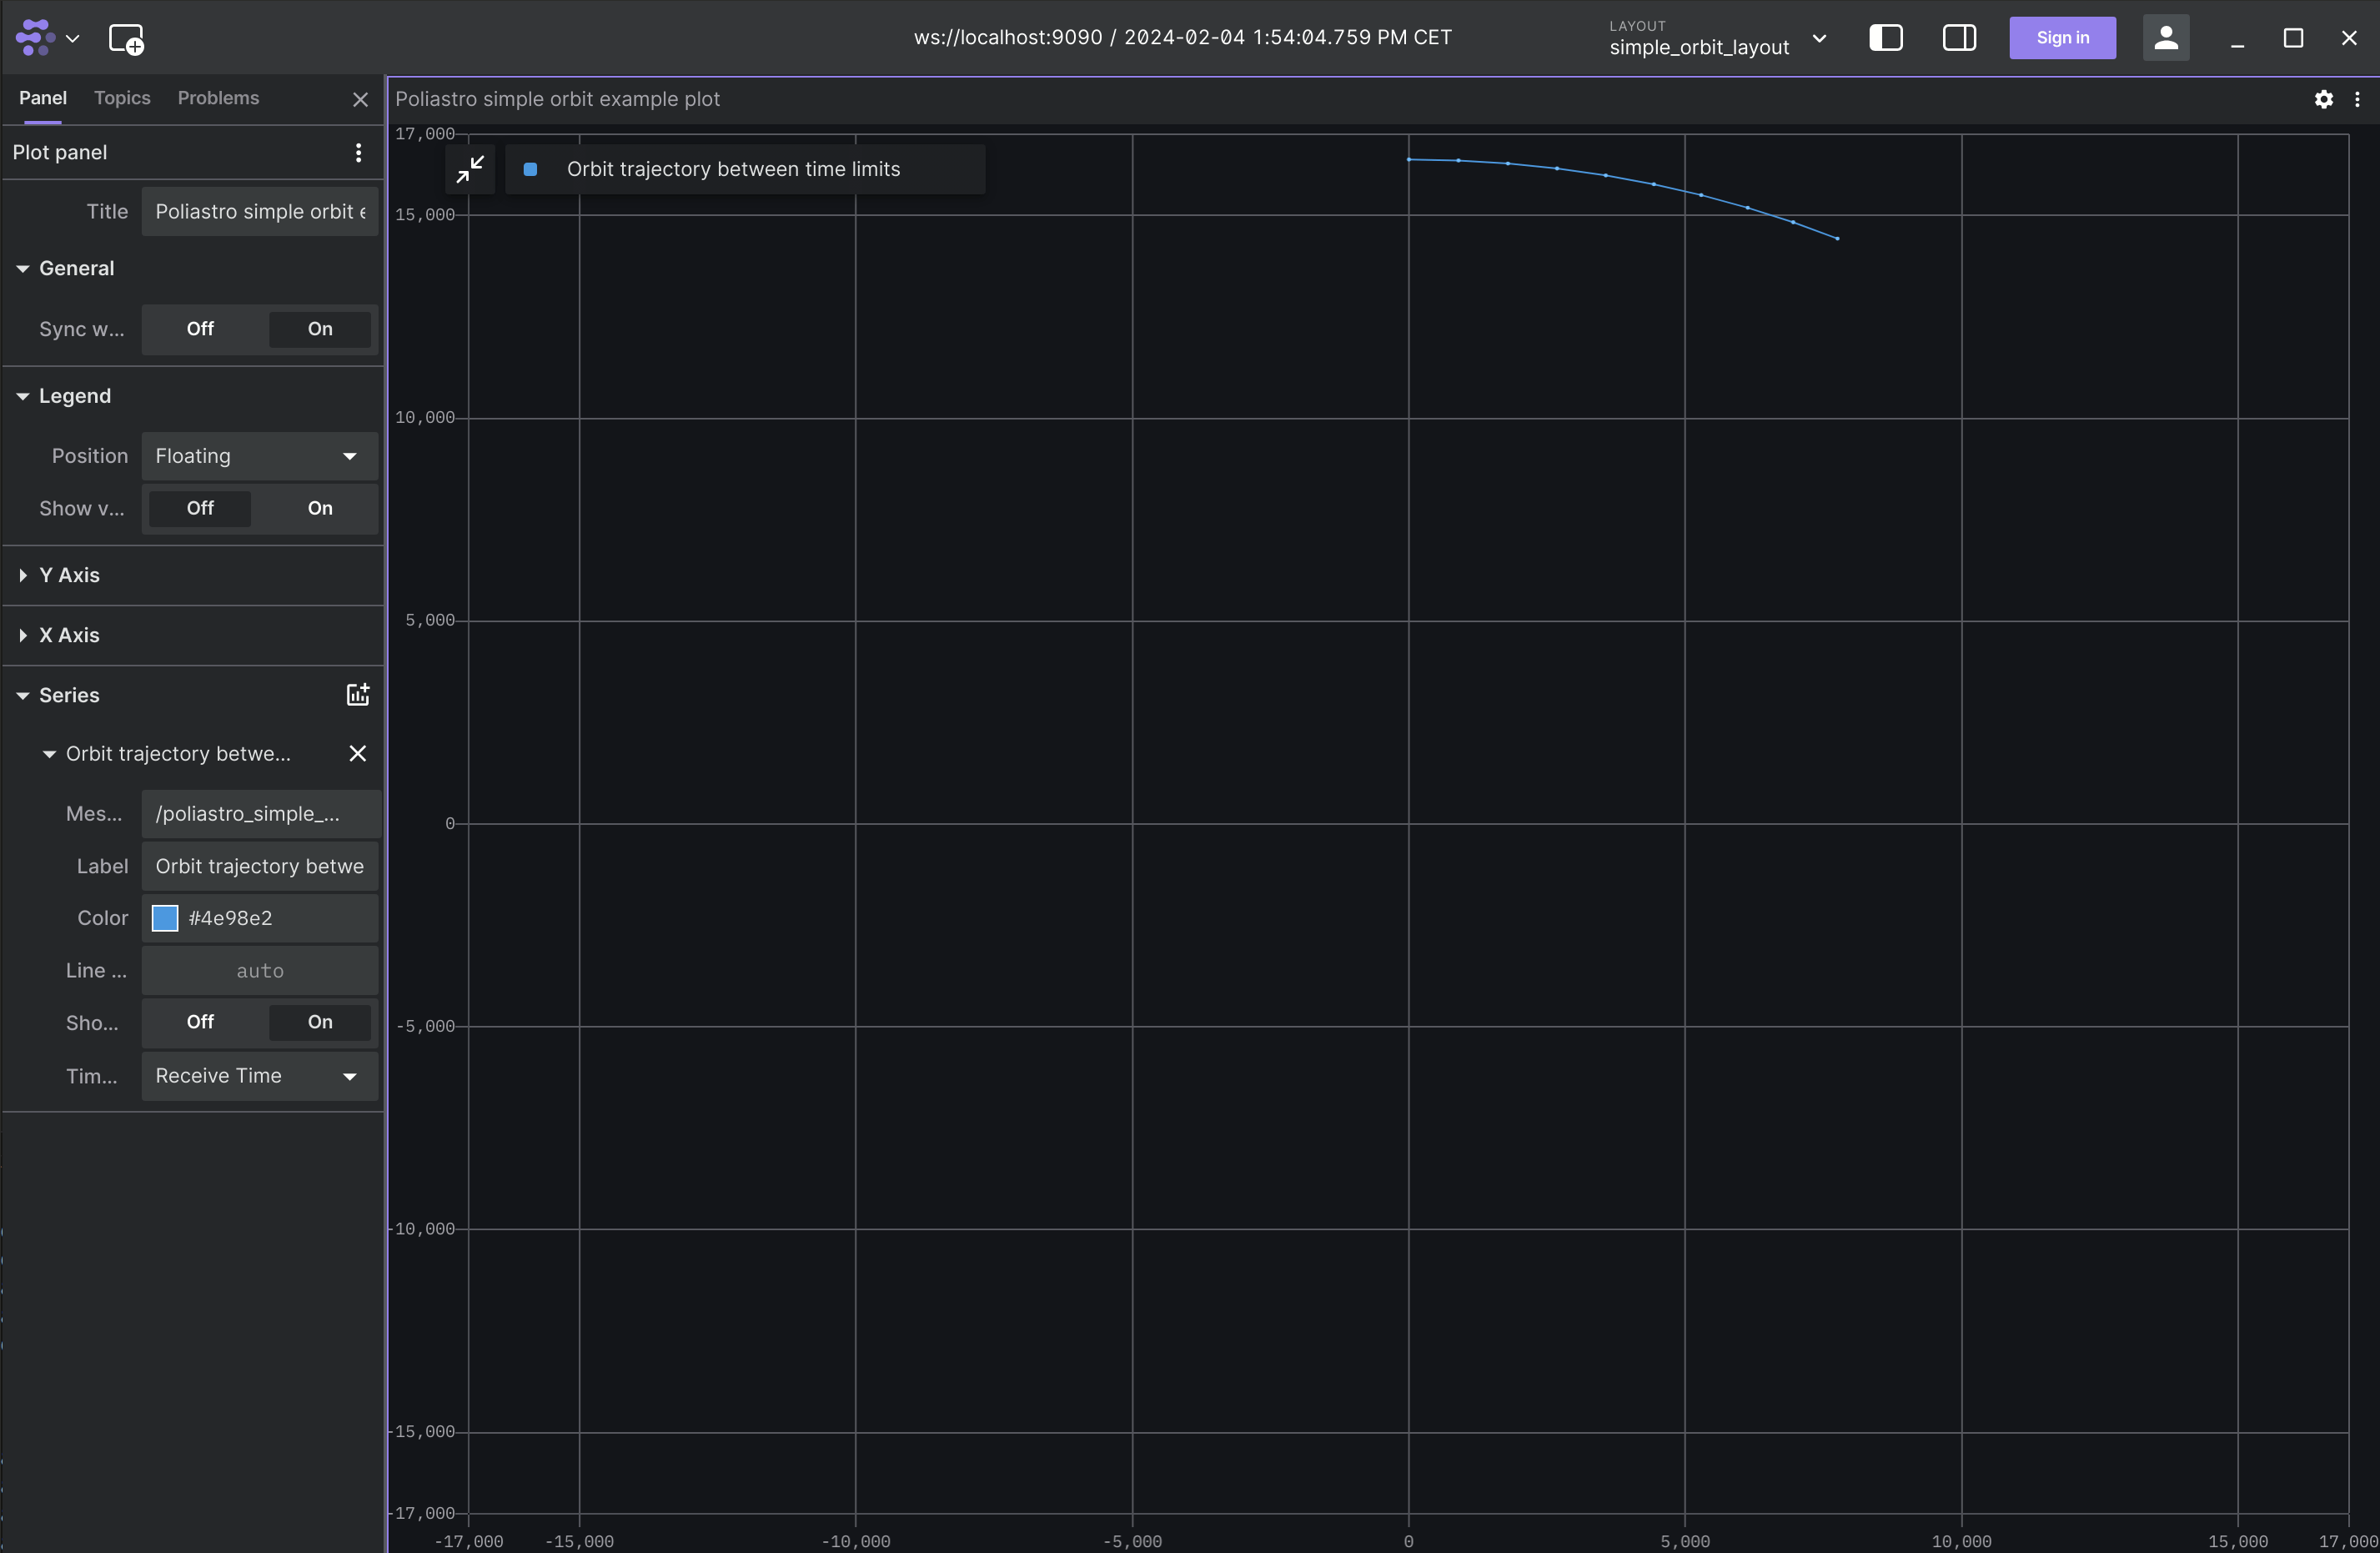 ws://localhost:9090 / 2024-02-04 1:54:04.759 PM CET
LAYOUT
simple_orbit_layout
Sign in
Panel Topics Problems
Plot panel
Title Poliastro simple orbit e
General
Sync w... Off On
Legend
Position Floating
Show v... Off On
Y Axis
X Axis
Series
Orbit trajectory betwe...
Mes... /poliastro_simple_...
Label Orbit trajectory betwe
Color #4e98e2
Line ... auto
Sho... Off On
Tim... Receive Time
Poliastro simple orbit example plot
Orbit trajectory between time limits
17,000
15,000
10,000
5,000
0
-5,000
-10,000
-15,000
-17,000
-17,000 -15,000 -10,000 -5,000 0 5,000 10,000 15,000 17,000